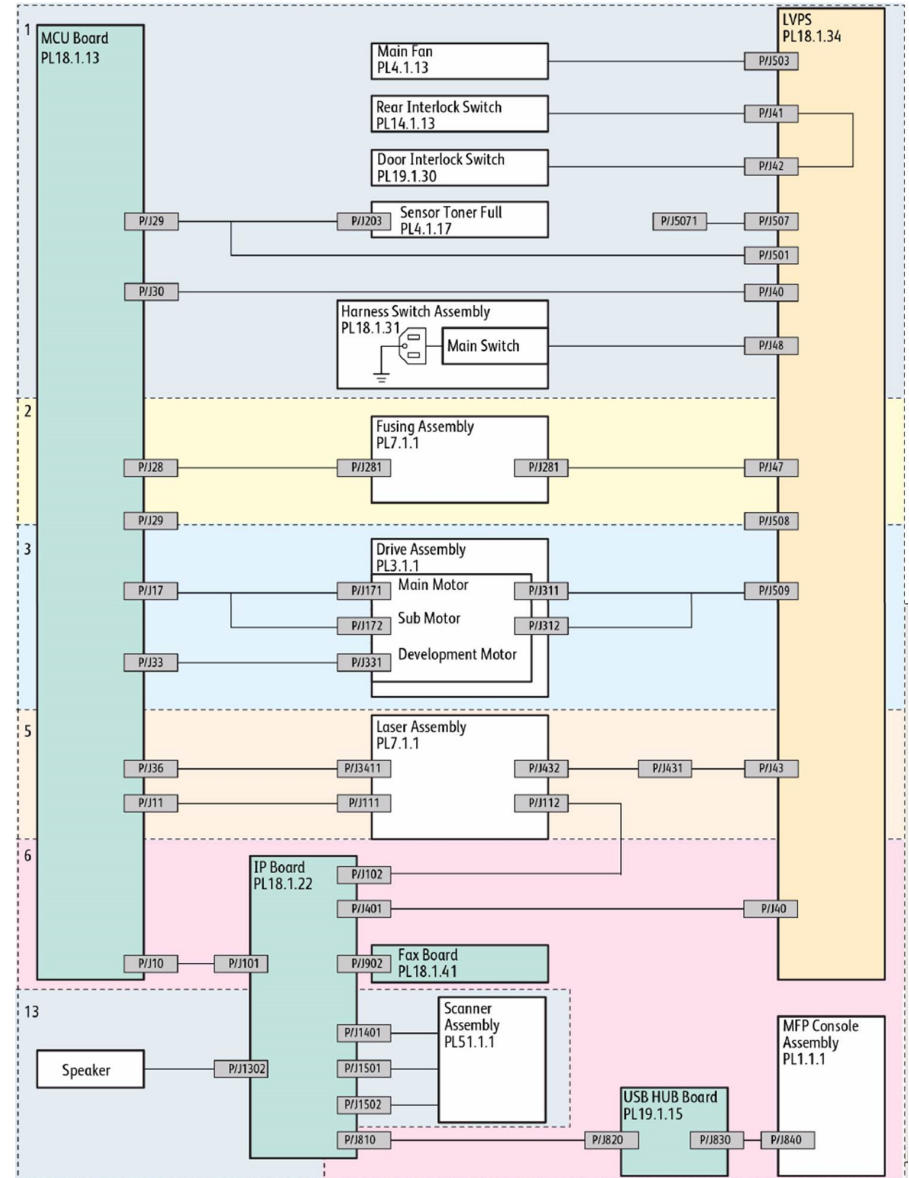 1
MCU Board
PL18.1.13
LVPS
PL18.1.34
Main Fan
PL4.1.13
P/J503
Rear Interlock Switch
PL14.1.13
P/J41
Door Interlock Switch
PL19.1.30
P/J42
P/J29
P/J203
Sensor Toner Full
PL4.1.17
P/J5071
P/J507
P/J501
P/J30
P/J40
Harness Switch Assembly
PL18.1.31
Main Switch
P/J48
2
Fusing Assembly
PL7.1.1
P/J28
P/J281
P/J281
P/J47
P/J29
P/J508
3
Drive Assembly
PL3.1.1
P/J17
P/J171
Main Motor
P/J311
P/J509
P/J172
Sub Motor
P/J312
P/J33
P/J331
Development Motor
5
Laser Assembly
PL7.1.1
P/J36
P/J3411
P/J432
P/J431
P/J43
P/J11
P/J111
P/J112
6
IP Board
PL18.1.22
P/J102
P/J401
P/J40
P/J10
P/J101
P/J902
Fax Board
PL18.1.41
13
Scanner
Assembly
PL51.1.1
P/J1401
Speaker
P/J1302
P/J1501
P/J1502
MFP Console
Assembly
PL1.1.1
USB HUB Board
PL19.1.15
P/J810
P/J820
P/J830
P/J840